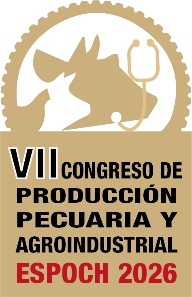 VII CONGRESO DE
PRODUCCIÓN
PECUARIA Y
AGROINDUSTRIAL
ESPOCH 2026